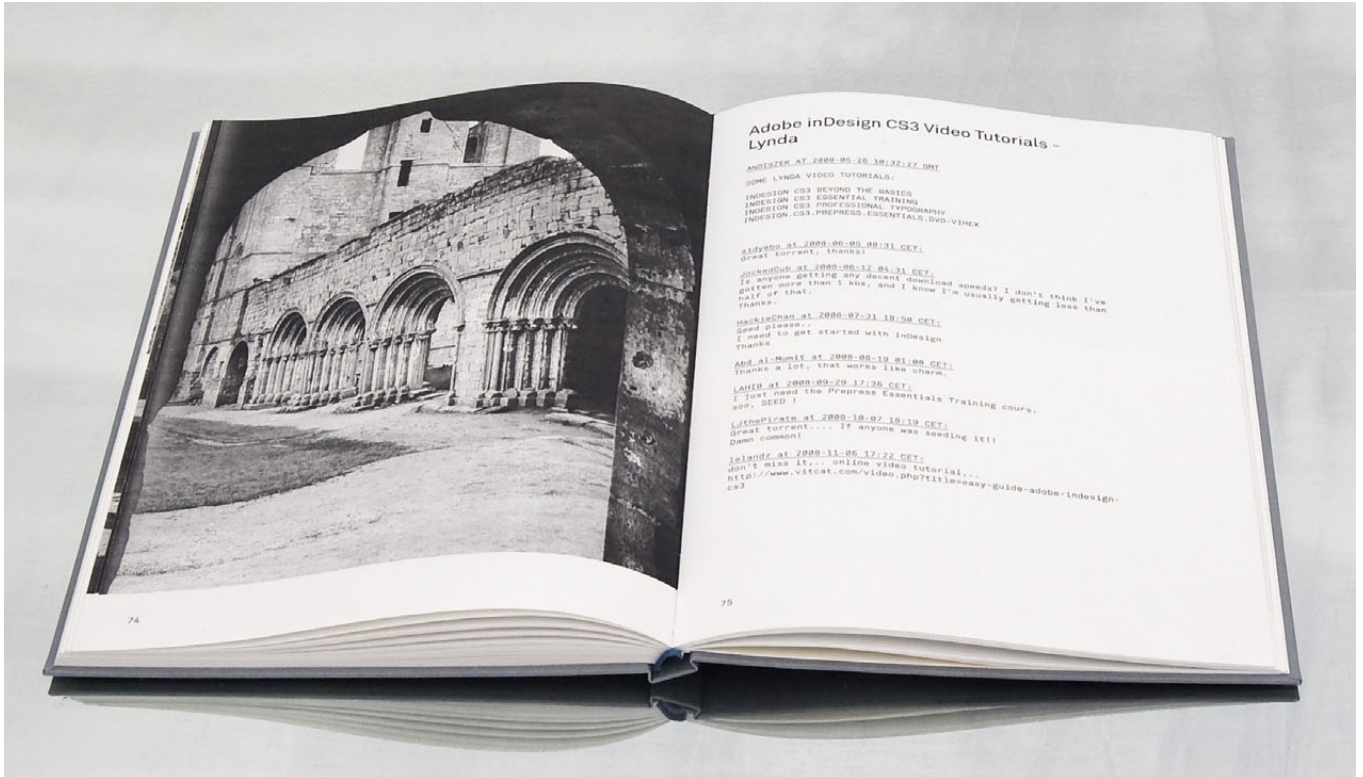 74
Adobe inDesign CS3 Video Tutorials -
Lynda
ANDISZEK AT 2008-05-26 10:32:27 GMT
SOME LYNDA VIDEO TUTORIALS:
INDESIGN CS3 BEYOND THE BASICS
INDESIGN CS3 ESSENTIAL TRAINING
INDESIGN CS3 PROFESSIONAL TYPOGRAPHY
INDESIGN.CS3.PREPRESS.ESSENTIALS.DVD-VIHEX
sidyebo at 2008-06-05 08:31 CET:
Great torrent, thanks!
JockedCub at 2008-06-12 04:31 CET:
Is anyone getting any decent download speeds? I don't think I've
gotten more than 1 kbs, and I know I'm usually getting less than
half of that.
Thanks.
HackieChan at 2008-07-31 18:50 CET:
Seed please..
I need to get started with InDesign
Thanks
Abd al-Mumit at 2008-08-19 01:00 CET:
Thanks a lot, that works like charm.
LAHIB at 2008-09-29 17:36 CET:
I just need the Prepress Essentials Training cours,
soo, SEED !
LJthePirate at 2008-10-07 15:19 CET:
Great torrent.... If anyone was seeding it!!
Damn common!
lelandz at 2008-11-06 17:22 CET:
don't miss it... online video tutorial...
http://www.vitcat.com/video.php?title=easy-guide-adobe-indesign-
cs3
75